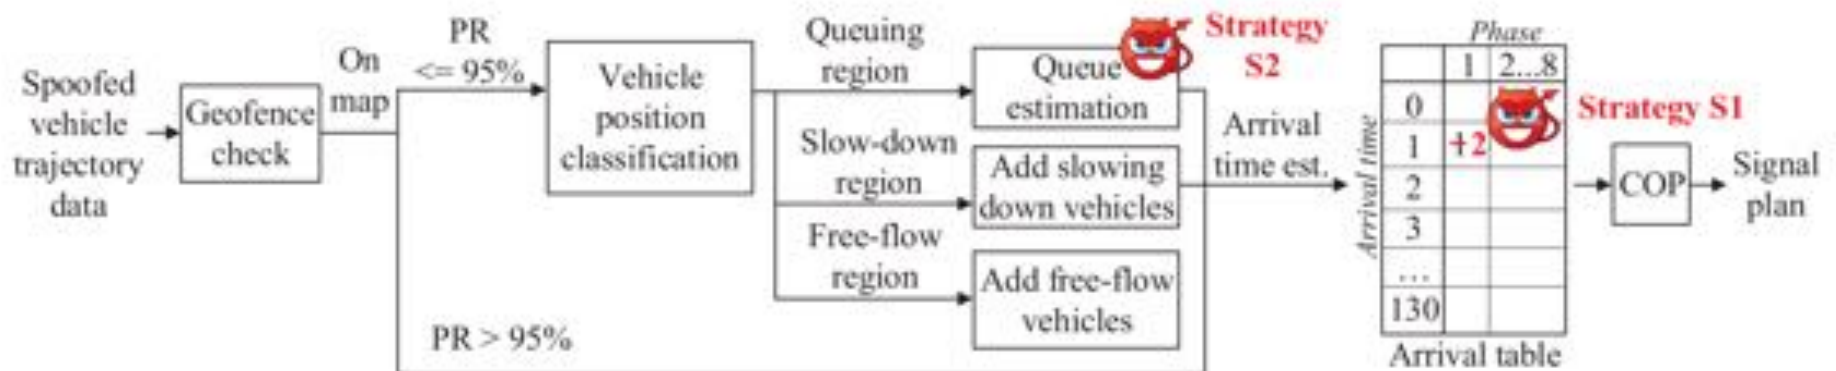 Spoofed
vehicle
trajectory
data
Geofence
check
On
map
PR
<= 95%
PR > 95%
Vehicle
position
classification
Queuing
region
Slow-down
region
Free-flow
region
Queue
estimation
Strategy
S2
Add slowing
down vehicles
Add free-flow
vehicles
Arrival
time est.
Phase
1 2...8
Arrival time
0
1 +2
2
3
...
130
Arrival table
Strategy S1
COP
Signal
plan